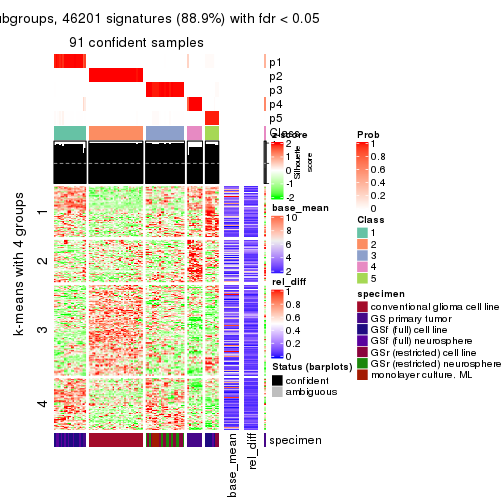 ubgroups, 46201 signatures (88.9%) with fdr < 0.05
91 confident samples
p1
p2
p3
p4
p5
Class
Silhouette
score
k-means with 4 groups
1
2
3
4
specimen
base_mean
rel_diff
z-score
2
1
0
-1
-2
base_mean
10
8
6
4
2
rel_diff
1
0.8
0.6
0.4
0.2
0
Status (barplots)
confident
ambiguous
Prob
1
0.8
0.6
0.4
0.2
0
Class
1
2
3
4
5
specimen
conventional glioma cell line
GS primary tumor
GSf (full) cell line
GSf (full) neurosphere
GSr (restricted) cell line
GSr (restricted) neurosphere
monolayer culture. ML